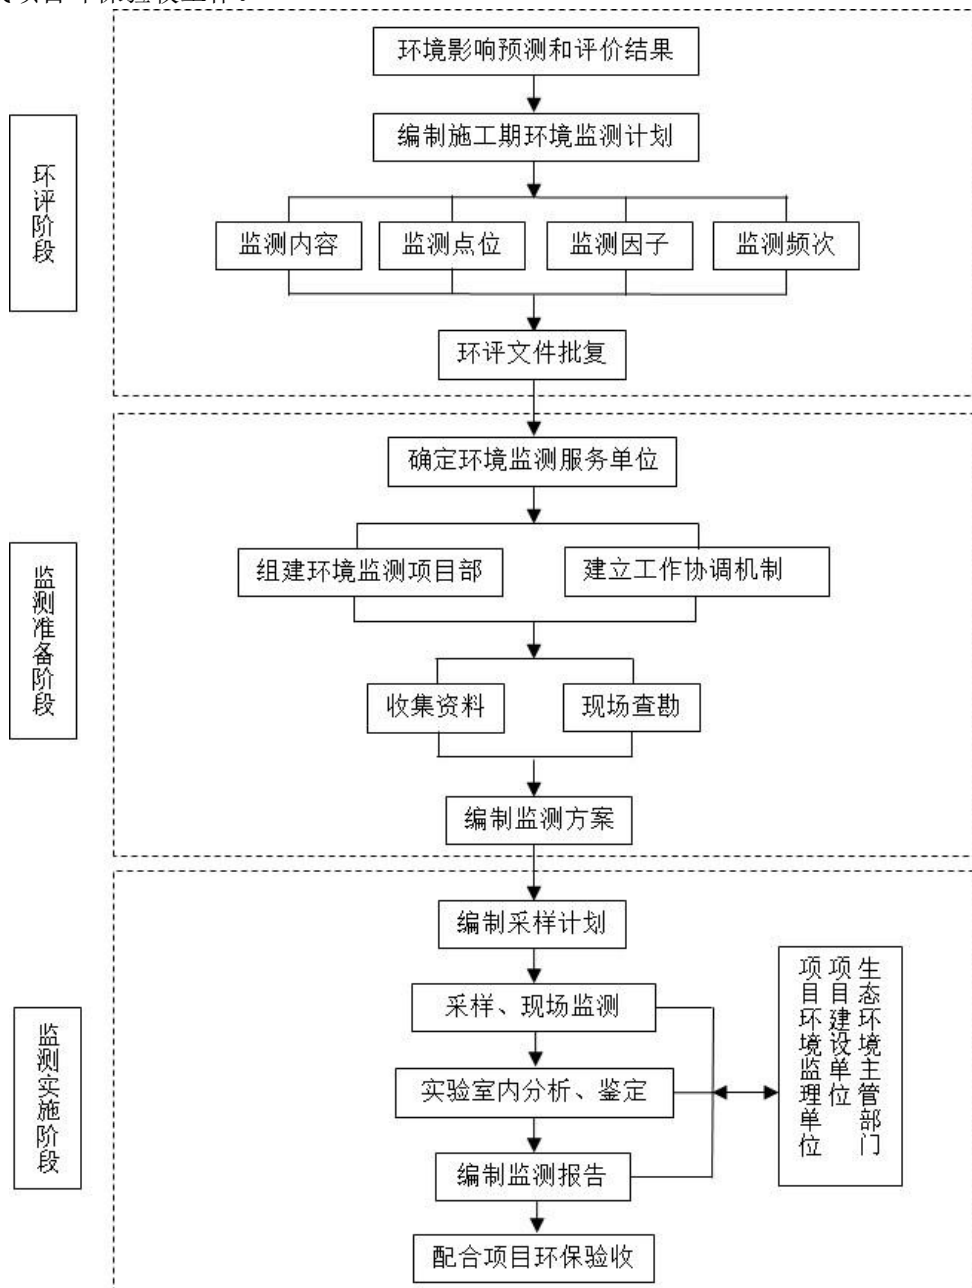 环境影响预测和评价结果
编制施工期环境监测计划
环评阶段
监测内容
监测点位
监测因子
监测频次
环评文件批复
确定环境监测服务单位
监测准备阶段
组建环境监测项目部
建立工作协调机制
收集资料
现场查勘
编制监测方案
监测实施阶段
编制采样计划
采样、现场监测
实验室内分析、鉴定
编制监测报告
配合项目环保验收
生态环境主管部门
项目建设单位
项目环境监理单位